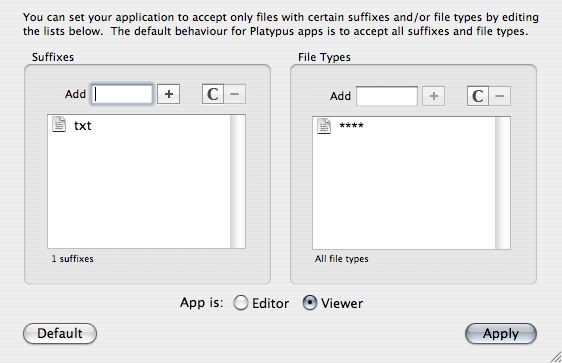 You can set your application to accept only files with certain suffixes and/or file types by editing
the lists below. The default behaviour for Platypus apps is to accept all suffixes and file types.
Suffixes
Add + C −
txt
1 suffixes
File Types
Add + C −
****
All file types
App is: Editor Viewer
Default Apply